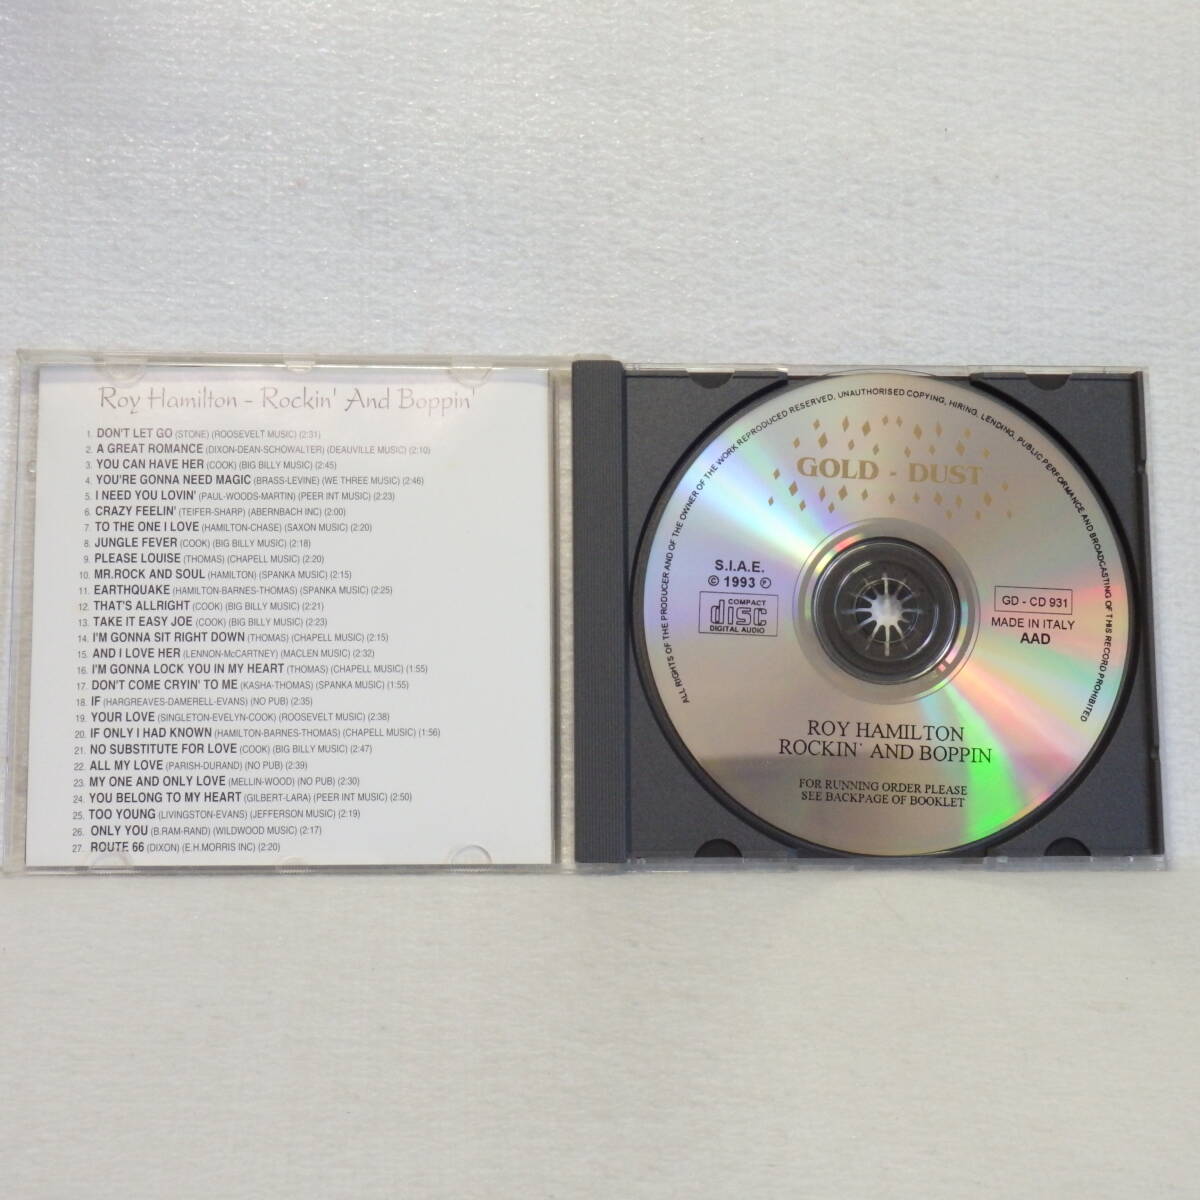 Roy Hamilton - Rockin' And Boppin'
1. DON'T LET GO (STONE) (ROOSEVELT MUSIC) (2:31)
2. A GREAT ROMANCE (DIXON-DEAN-SCHOWALTER) (DEAUVILLE MUSIC) (2:10)
3. YOU CAN HAVE HER (COOK) (BIG BILLY MUSIC) (2:45)
4. YOU'RE GONNA NEED MAGIC (BRASS-LEVINE) (WE THREE MUSIC) (2:46)
5. I NEED YOU LOVIN' (PAUL-WOODS-MARTIN) (PEER INT MUSIC) (2:23)
6. CRAZY FEELIN' (TEIFER-SHARP) (ABERNBACH INC) (2:00)
7. TO THE ONE I LOVE (HAMILTON-CHASE) (SAXON MUSIC) (2:20)
8. JUNGLE FEVER (COOK) (BIG BILLY MUSIC) (2:18)
9. PLEASE LOUISE (THOMAS) (CHAPELL MUSIC) (2:20)
10. MR.ROCK AND SOUL (HAMILTON) (SPANKA MUSIC) (2:15)
11. EARTHQUAKE (HAMILTON-BARNES-THOMAS) (SPANKA MUSIC) (2:25)
12. THAT'S ALLRIGHT (COOK) (BIG BILLY MUSIC) (2:21)
13. TAKE IT EASY JOE (COOK) (BIG BILLY MUSIC) (2:23)
14. I'M GONNA SIT RIGHT DOWN (THOMAS) (CHAPELL MUSIC) (2:15)
15. AND I LOVE HER (LENNON-McCARTNEY) (MACLEN MUSIC) (2:32)
16. I'M GONNA LOCK YOU IN MY HEART (THOMAS) (CHAPELL MUSIC) (1:55)
17. DON'T COME CRYIN' TO ME (KASHA-THOMAS) (SPANKA MUSIC) (1:55)
18. IF (HARGREAVES-DAMERELL-EVANS) (NO PUB) (2:35)
19. YOUR LOVE (SINGLETON-EVELYN-COOK) (ROOSEVELT MUSIC) (2:38)
20. IF ONLY I HAD KNOWN (HAMILTON-BARNES-THOMAS) (CHAPELL MUSIC) (1:56)
21. NO SUBSTITUTE FOR LOVE (COOK) (BIG BILLY MUSIC) (2:47)
22. ALL MY LOVE (PARISH-DURAND) (NO PUB) (2:39)
23. MY ONE AND ONLY LOVE (MELLIN-WOOD) (NO PUB) (2:30)
24. YOU BELONG TO MY HEART (GILBERT-LARA) (PEER INT MUSIC) (2:50)
25. TOO YOUNG (LIVINGSTON-EVANS) (JEFFERSON MUSIC) (2:19)
26. ONLY YOU (B.RAM-RAND) (WILDWOOD MUSIC) (2:17)
27. ROUTE 66 (DIXON) (E.H.MORRIS INC) (2:20)
ALL RIGHTS OF THE PRODUCER AND OF THE OWNER OF THE WORK REPRODUCED RESERVED, UNAUTHORISED COPYING, HIRING, LENDING, PUBLIC PERFORMANCE AND BROADCASTING OF THIS RECORD PROHIBITED
GOLD - DUST
S.I.A.E.
© 1993 ℗
COMPACT
disc
DIGITAL AUDIO
GD - CD 931
MADE IN ITALY
AAD
ROY HAMILTON
ROCKIN' AND BOPPIN
FOR RUNNING ORDER PLEASE
SEE BACKPAGE OF BOOKLET